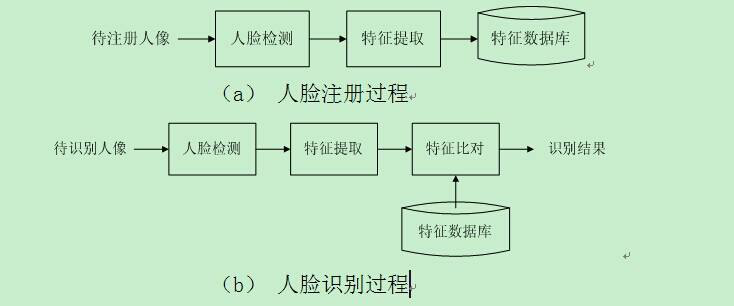 待注册人像 人脸检测 特征提取 特征数据库
（a） 人脸注册过程
待识别人像 人脸检测 特征提取 特征比对 识别结果
特征数据库
（b） 人脸识别过程